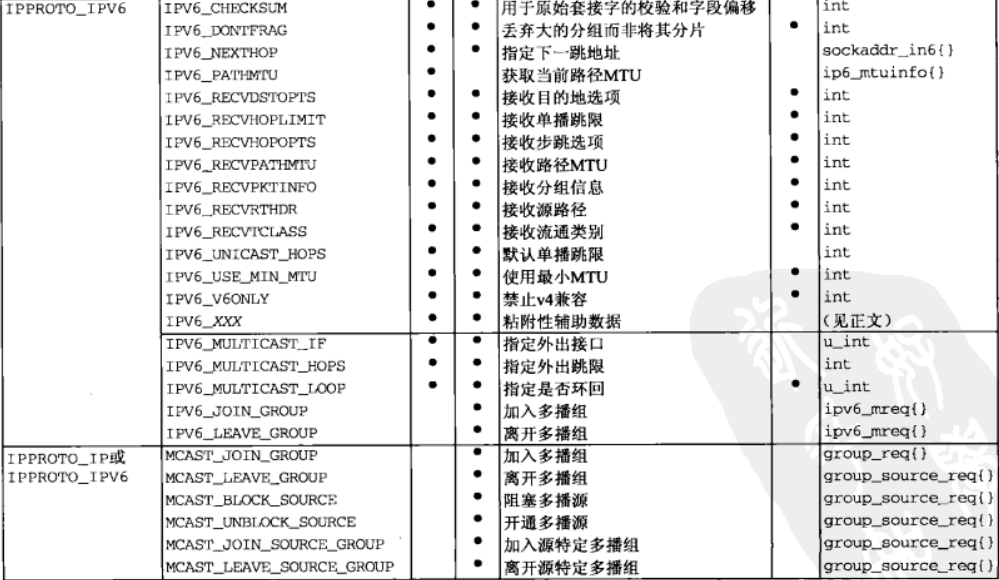 IPPROTO_IPV6 IPV6_CHECKSUM • • 用于原始套接字的校验和字段偏移 int
IPV6_DONTFRAG • • 丢弃大的分组而非将其分片 • int
IPV6_NEXTHOP • • 指定下一跳地址 sockaddr_in6{}
IPV6_PATHMTU • 获取当前路径MTU ip6_mtuinfo{}
IPV6_RECVDSTOPTS • • 接收目的地选项 • int
IPV6_RECVHOPLIMIT • • 接收单播跳限 • int
IPV6_RECVHOPOPTS • • 接收步跳选项 • int
IPV6_RECVPATHMTU • • 接收路径MTU • int
IPV6_RECVPKTINFO • • 接收分组信息 • int
IPV6_RECVRTHDR • • 接收源路径 • int
IPV6_RECVTCLASS • • 接收流通类别 • int
IPV6_UNICAST_HOPS • • 默认单播跳限 int
IPV6_USE_MIN_MTU • • 使用最小MTU • int
IPV6_V6ONLY • • 禁止v4兼容 • int
IPV6_XXX • • 粘附性辅助数据 (见正文)
IPV6_MULTICAST_IF • • 指定外出接口 u_int
IPV6_MULTICAST_HOPS • • 指定外出跳限 int
IPV6_MULTICAST_LOOP • • 指定是否环回 • u_int
IPV6_JOIN_GROUP • 加入多播组 ipv6_mreq{}
IPV6_LEAVE_GROUP • 离开多播组 ipv6_mreq{}
IPPROTO_IP或 MCAST_JOIN_GROUP • 加入多播组 group_req{}
IPPROTO_IPV6 MCAST_LEAVE_GROUP • 离开多播组 group_source_req{}
MCAST_BLOCK_SOURCE • 阻塞多播源 group_source_req{}
MCAST_UNBLOCK_SOURCE • 开通多播源 group_source_req{}
MCAST_JOIN_SOURCE_GROUP • 加入源特定多播组 group_source_req{}
MCAST_LEAVE_SOURCE_GROUP • 离开源特定多播组 group_source_req{}